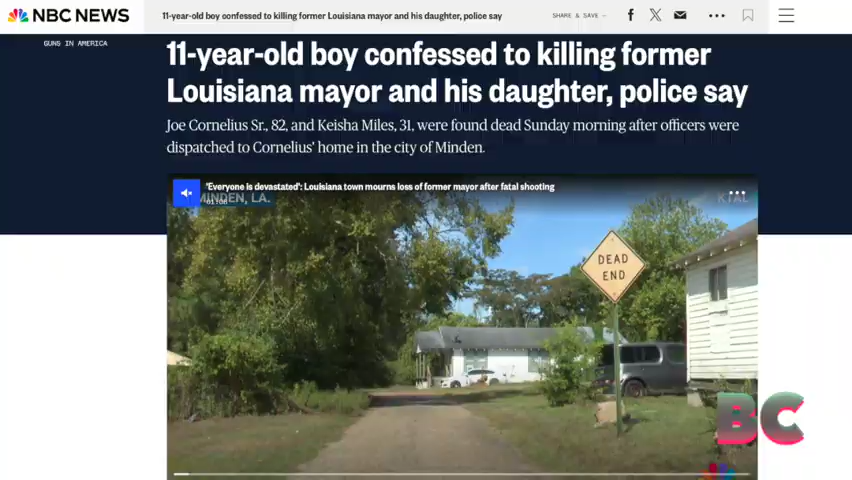 NBC NEWS
11-year-old boy confessed to killing former Louisiana mayor and his daughter, police say
SHARE & SAVE
GUNS IN AMERICA
11-year-old boy confessed to killing former
Louisiana mayor and his daughter, police say
Joe Cornelius Sr., 82, and Keisha Miles, 31, were found dead Sunday morning after officers were
dispatched to Cornelius' home in the city of Minden.
'Everyone is devastated': Louisiana town mourns loss of former mayor after fatal shooting
MINDEN, LA.
KTAL
DEAD
END
BC